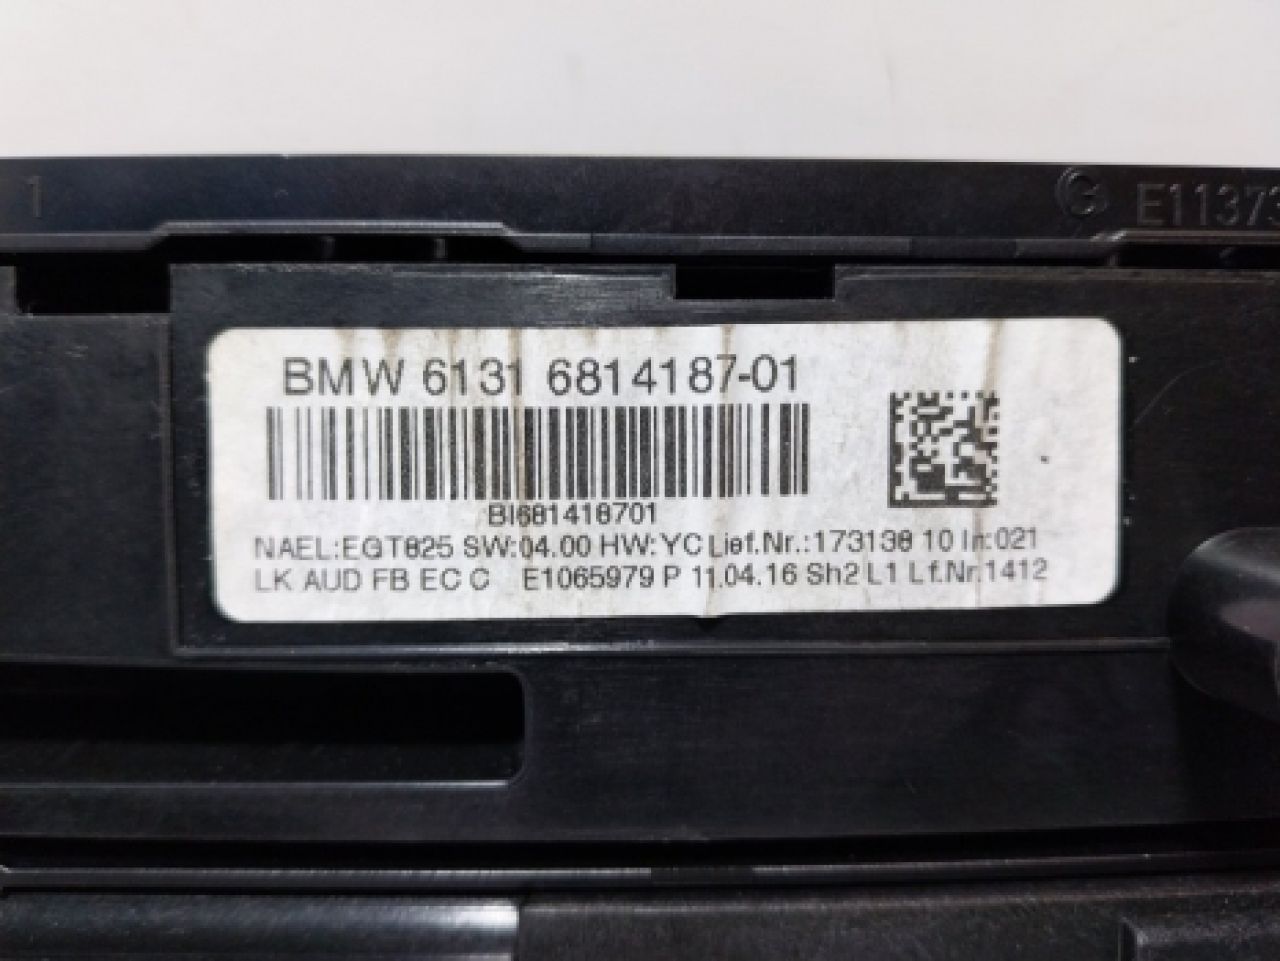 1
G E11373
BMW 6131 6814187-01
BI681418701
NAEL:EGT825 SW:04.00 HW:YC Lief.Nr.:173138 10 In:021
LK AUD FB EC C E1065979 P 11.04.16 Sh2 L1 Lf.Nr.1412